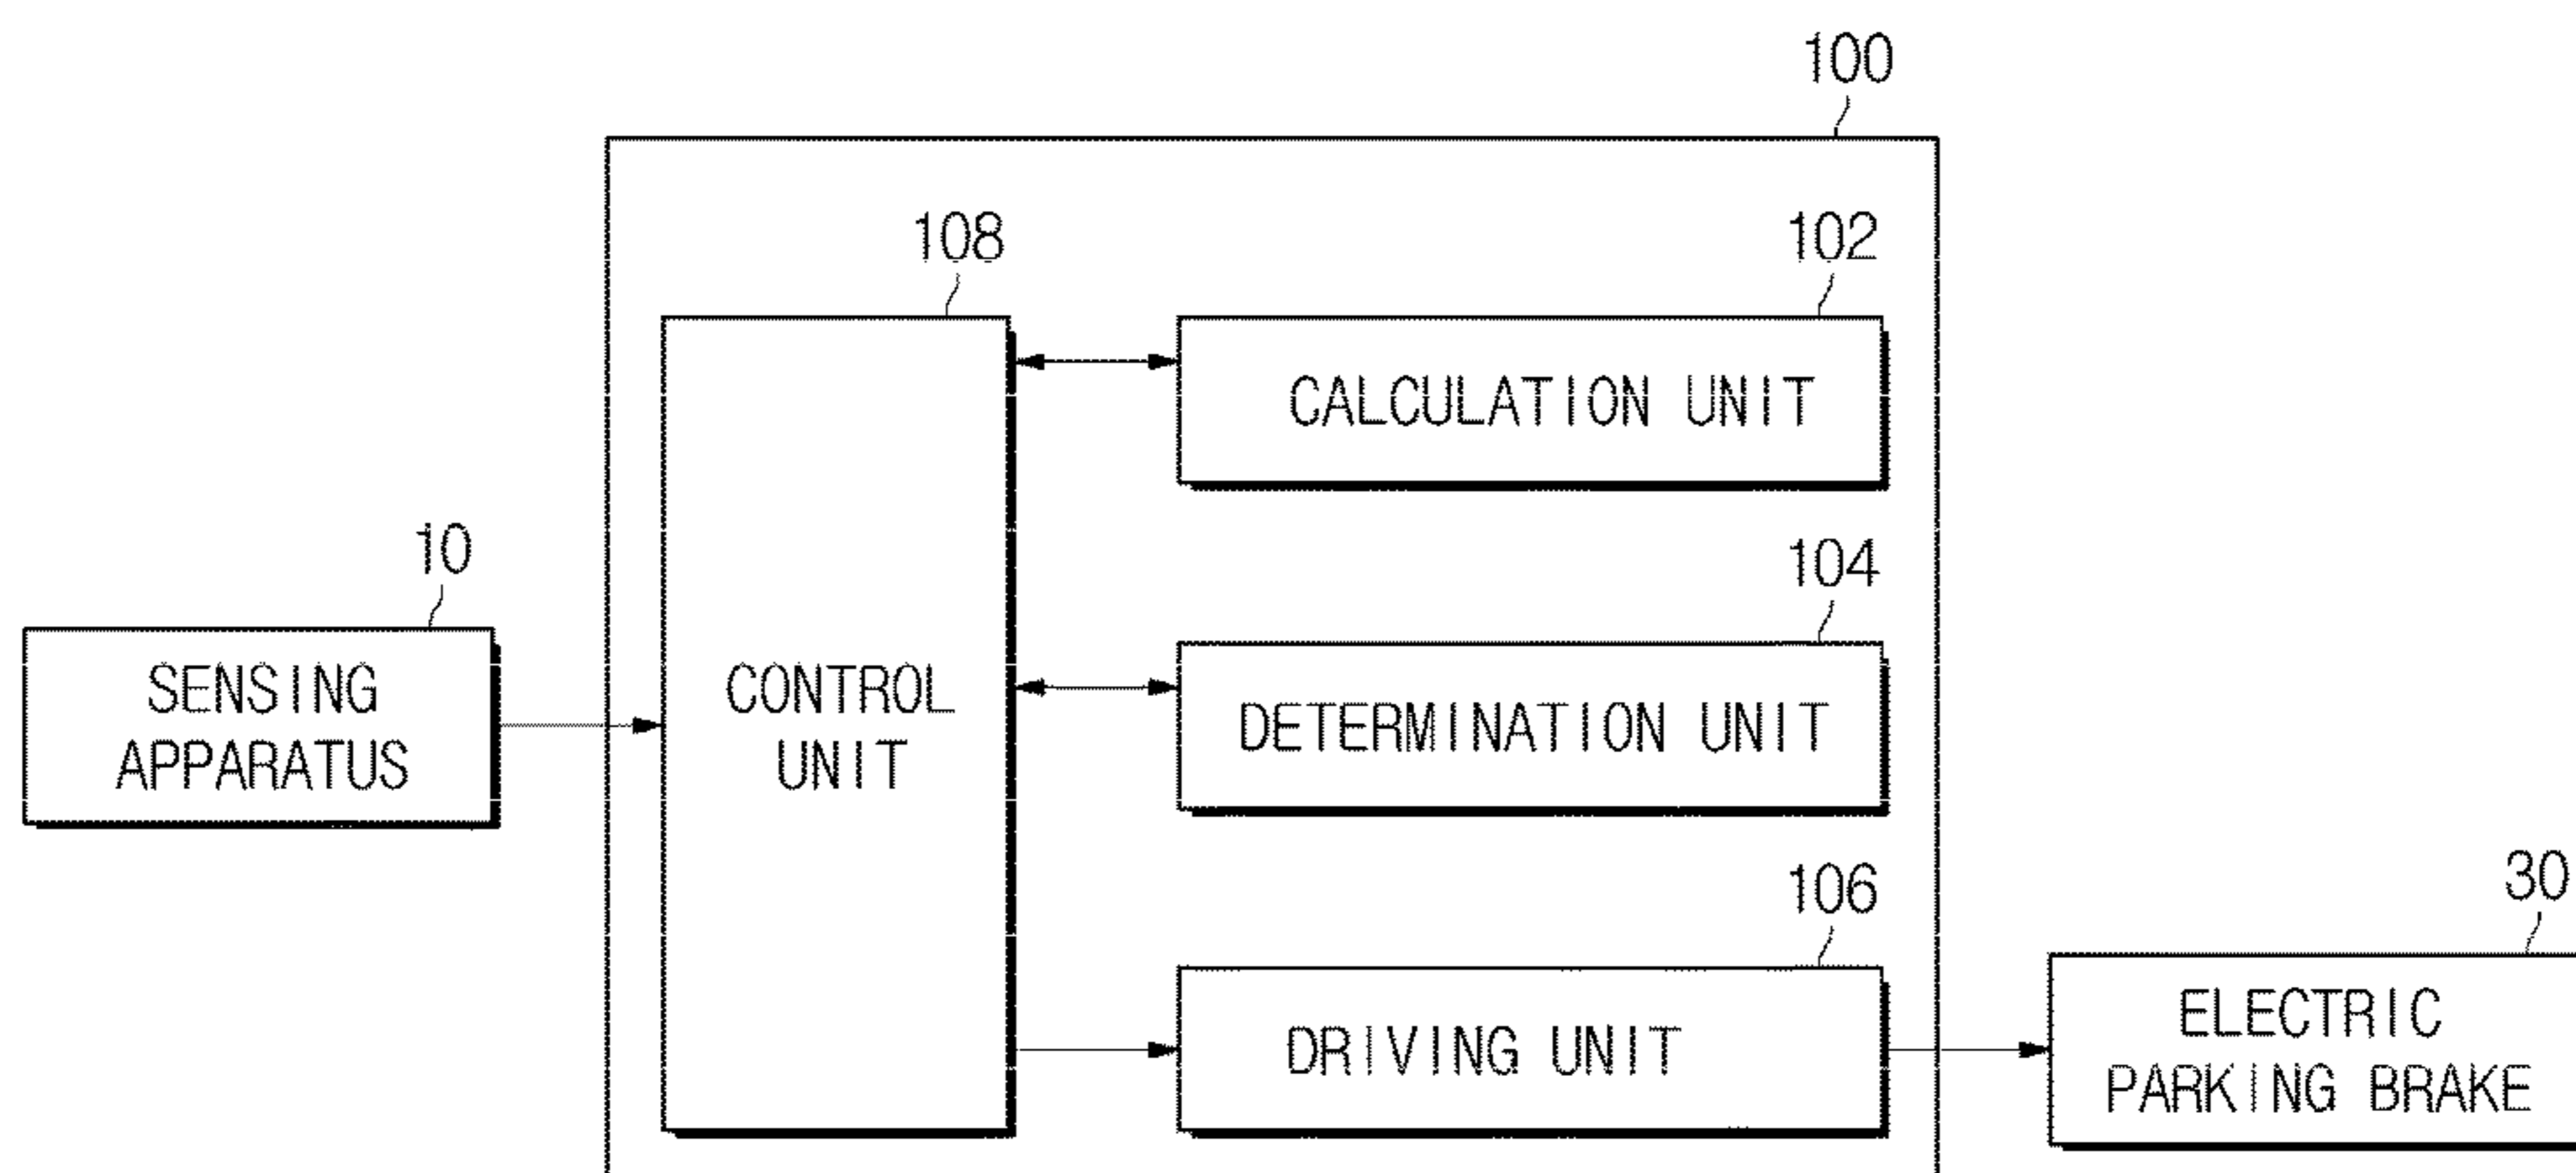 100
108
102
CALCULATION UNIT
10
104
SENSING
APPARATUS
CONTROL
UNIT
DETERMINATION UNIT
106
30
DRIVING UNIT
ELECTRIC
PARKING BRAKE